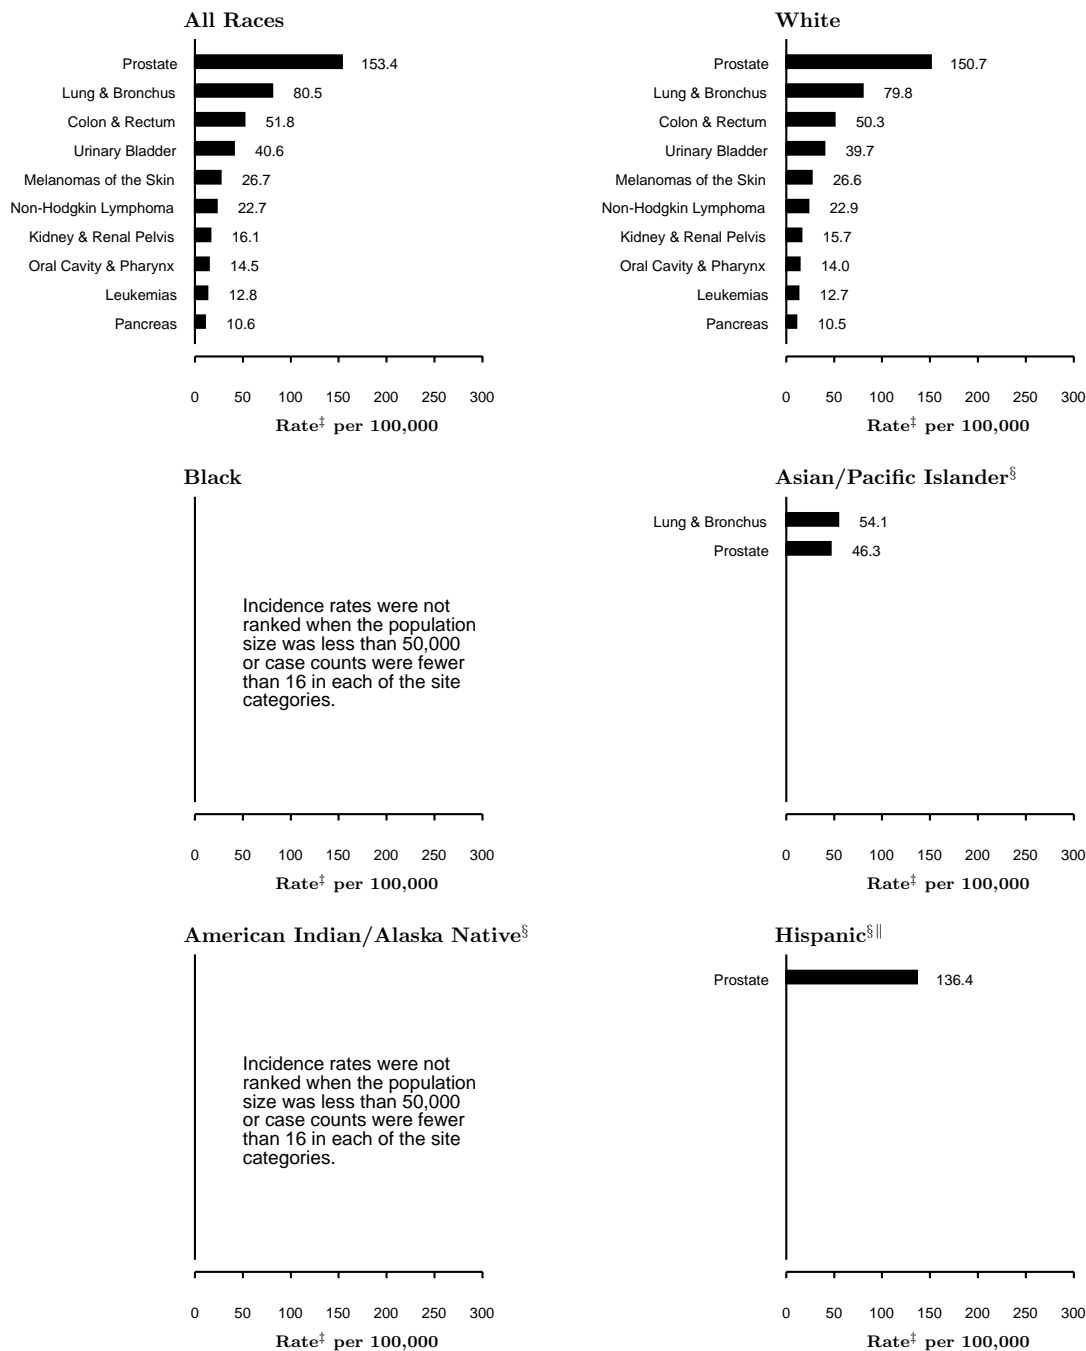 All Races
Prostate 153.4
Lung & Bronchus 80.5
Colon & Rectum 51.8
Urinary Bladder 40.6
Melanomas of the Skin 26.7
Non-Hodgkin Lymphoma 22.7
Kidney & Renal Pelvis 16.1
Oral Cavity & Pharynx 14.5
Leukemias 12.8
Pancreas 10.6
0 50 100 150 200 250 300
Rate‡ per 100,000
White
Prostate 150.7
Lung & Bronchus 79.8
Colon & Rectum 50.3
Urinary Bladder 39.7
Melanomas of the Skin 26.6
Non-Hodgkin Lymphoma 22.9
Kidney & Renal Pelvis 15.7
Oral Cavity & Pharynx 14.0
Leukemias 12.7
Pancreas 10.5
0 50 100 150 200 250 300
Rate‡ per 100,000
Black
Incidence rates were not
ranked when the population
size was less than 50,000
or case counts were fewer
than 16 in each of the site
categories.
0 50 100 150 200 250 300
Rate‡ per 100,000
Asian/Pacific Islander§
Lung & Bronchus 54.1
Prostate 46.3
0 50 100 150 200 250 300
Rate‡ per 100,000
American Indian/Alaska Native§
Incidence rates were not
ranked when the population
size was less than 50,000
or case counts were fewer
than 16 in each of the site
categories.
0 50 100 150 200 250 300
Rate‡ per 100,000
Hispanic§‖
Prostate 136.4
0 50 100 150 200 250 300
Rate‡ per 100,000